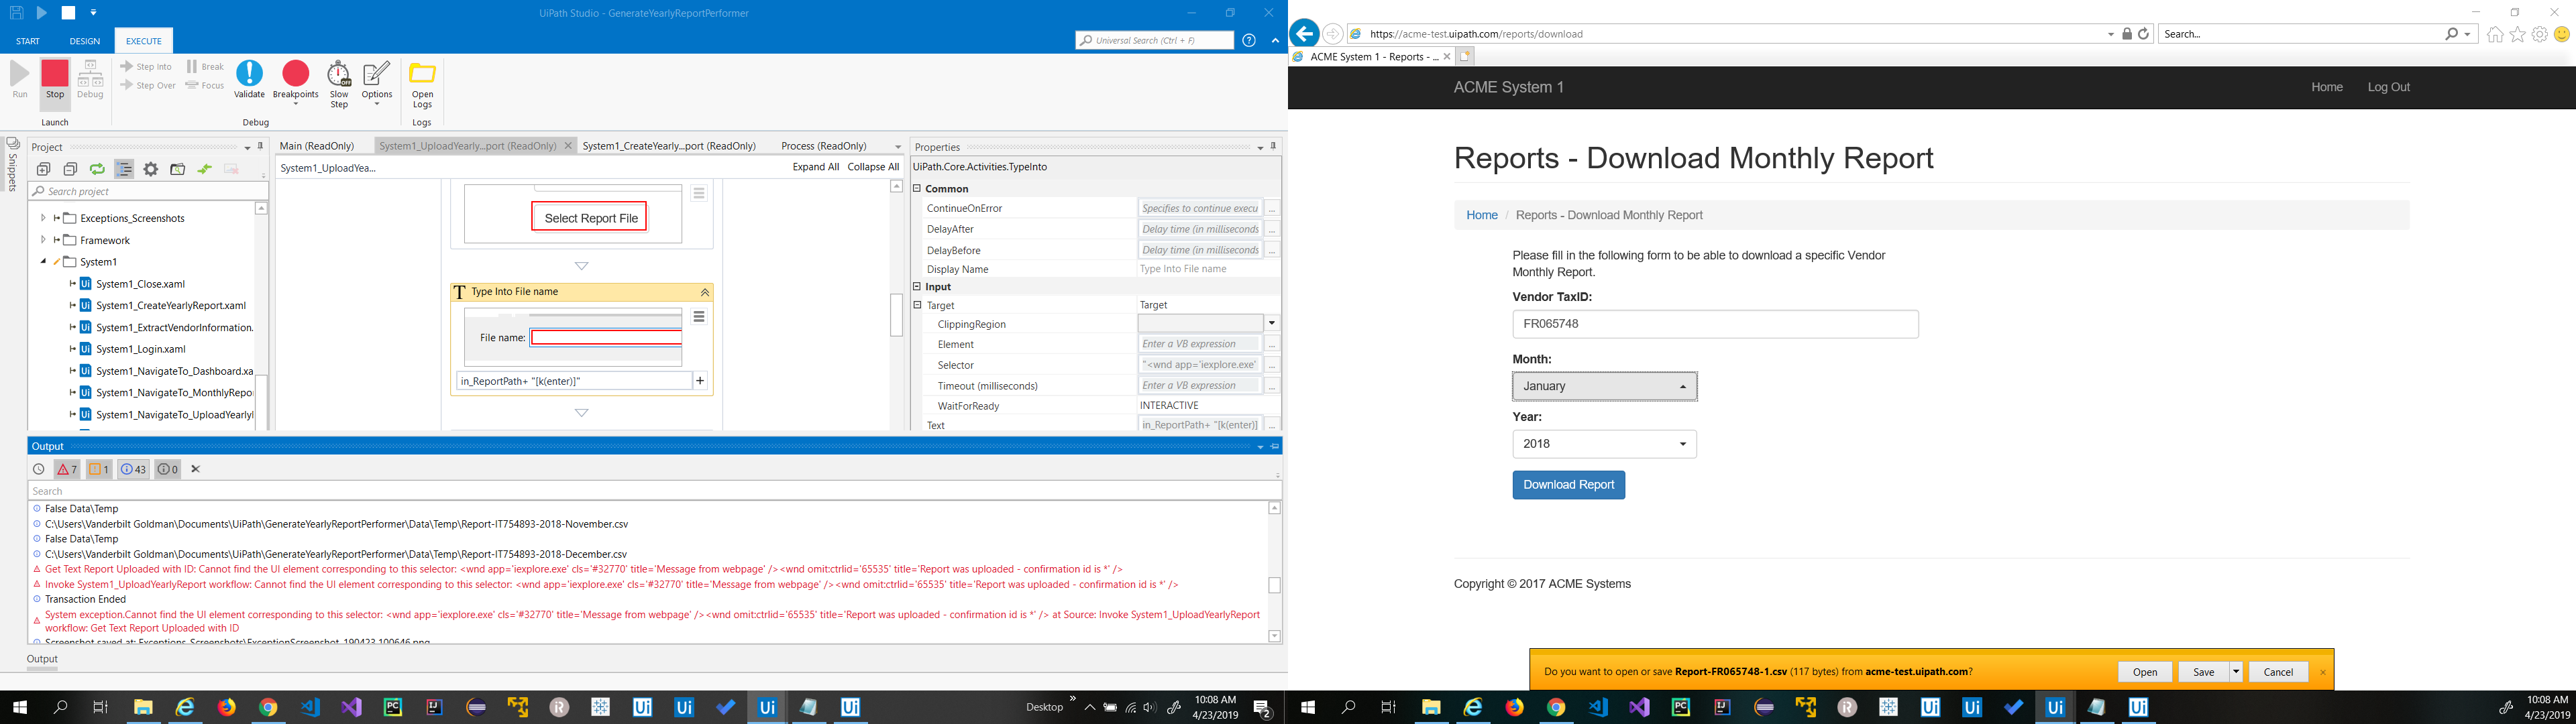 UiPath Studio - GenerateYearlyReportPerformer
START
DESIGN
EXECUTE
Universal Search (Ctrl + F)
Run
Stop
Debug
Step Into
Step Over
Break
Focus
Validate
Breakpoints
Slow
Step
Options
Open
Logs
Launch
Debug
Logs
Snippets
Project
Search project
Exceptions_Screenshots
Framework
System1
System1_Close.xaml
System1_CreateYearlyReport.xaml
System1_ExtractVendorInformation.
System1_Login.xaml
System1_NavigateTo_Dashboard.xa
System1_NavigateTo_MonthlyRepor
System1_NavigateTo_UploadYearlyl
Main (ReadOnly)
System1_UploadYearly...port (ReadOnly)
System1_CreateYearly...port (ReadOnly)
Process (ReadOnly)
System1_UploadYea...
Expand All
Collapse All
Select Report File
Type Into File name
File name:
in_ReportPath+ "[k(enter)]"
Properties
UiPath.Core.Activities.TypeInto
Common
ContinueOnError
Specifies to continue execu
DelayAfter
Delay time (in milliseconds
DelayBefore
Delay time (in milliseconds
Display Name
Type Into File name
Input
Target
Target
ClippingRegion
Element
Enter a VB expression
Selector
"<wnd app='iexplore.exe'
Timeout (milliseconds)
Enter a VB expression
WaitForReady
INTERACTIVE
Text
in_ReportPath+ "[k(enter)]
Output
7
1
43
0
Search
False Data\Temp
C:\Users\Vanderbilt Goldman\Documents\UiPath\GenerateYearlyReportPerformer\Data\Temp\Report-IT754893-2018-November.csv
False Data\Temp
C:\Users\Vanderbilt Goldman\Documents\UiPath\GenerateYearlyReportPerformer\Data\Temp\Report-IT754893-2018-December.csv
Get Text Report Uploaded with ID: Cannot find the UI element corresponding to this selector: <wnd app='iexplore.exe' cls='#32770' title='Message from webpage' /><wnd omit:ctrlid='65535' title='Report was uploaded - confirmation id is *' />
Invoke System1_UploadYearlyReport workflow: Cannot find the UI element corresponding to this selector: <wnd app='iexplore.exe' cls='#32770' title='Message from webpage' /><wnd omit:ctrlid='65535' title='Report was uploaded - confirmation id is *' />
Transaction Ended
System exception.Cannot find the UI element corresponding to this selector: <wnd app='iexplore.exe' cls='#32770' title='Message from webpage' /><wnd omit:ctrlid='65535' title='Report was uploaded - confirmation id is *' /> at Source: Invoke System1_UploadYearlyReport
workflow: Get Text Report Uploaded with ID
Screenshot saved at: Exceptions_Screenshots\ExceptionScreenshot_190423.100646.png
Output
Desktop
10:08 AM
4/23/2019
2
https://acme-test.uipath.com/reports/download
Search...
ACME System 1 - Reports - ...
ACME System 1
Home
Log Out
Reports - Download Monthly Report
Home / Reports - Download Monthly Report
Please fill in the following form to be able to download a specific Vendor
Monthly Report.
Vendor TaxID:
FR065748
Month:
January
Year:
2018
Download Report
Copyright © 2017 ACME Systems
Do you want to open or save Report-FR065748-1.csv (117 bytes) from acme-test.uipath.com?
Open
Save
Cancel
10:08 AM
4/23/2019